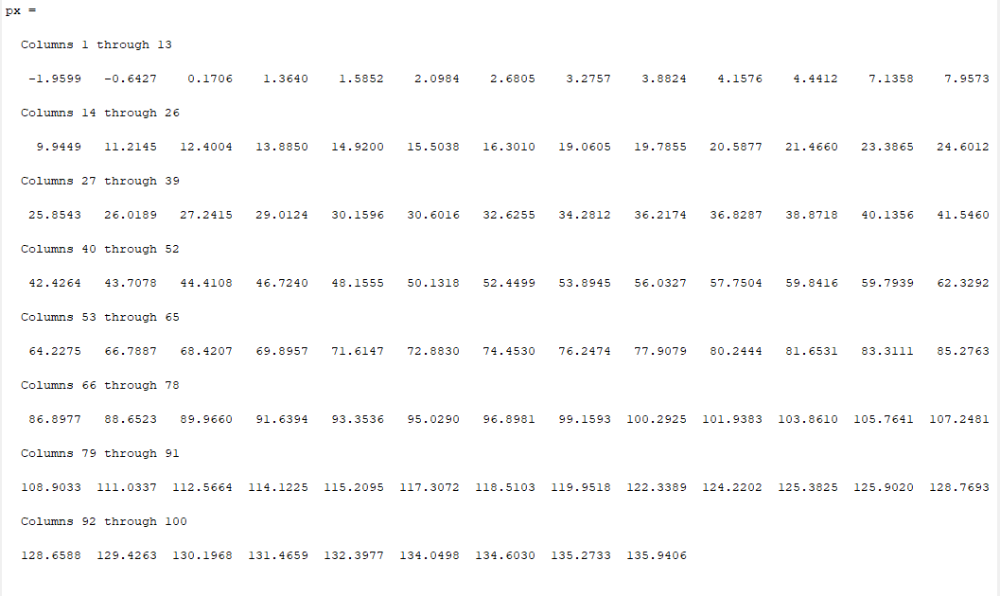 px =
Columns 1 through 13
-1.9599 -0.6427 0.1706 1.3640 1.5852 2.0984 2.6805 3.2757 3.8824 4.1576 4.4412 7.1358 7.9573
Columns 14 through 26
9.9449 11.2145 12.4004 13.8850 14.9200 15.5038 16.3010 19.0605 19.7855 20.5877 21.4660 23.3865 24.6012
Columns 27 through 39
25.8543 26.0189 27.2415 29.0124 30.1596 30.6016 32.6255 34.2812 36.2174 36.8287 38.8718 40.1356 41.5460
Columns 40 through 52
42.4264 43.7078 44.4108 46.7240 48.1555 50.1318 52.4499 53.8945 56.0327 57.7504 59.8416 59.7939 62.3292
Columns 53 through 65
64.2275 66.7887 68.4207 69.8957 71.6147 72.8830 74.4530 76.2474 77.9079 80.2444 81.6531 83.3111 85.2763
Columns 66 through 78
86.8977 88.6523 89.9660 91.6394 93.3536 95.0290 96.8981 99.1593 100.2925 101.9383 103.8610 105.7641 107.2481
Columns 79 through 91
108.9033 111.0337 112.5664 114.1225 115.2095 117.3072 118.5103 119.9518 122.3389 124.2202 125.3825 125.9020 128.7693
Columns 92 through 100
128.6588 129.4263 130.1968 131.4659 132.3977 134.0498 134.6030 135.2733 135.9406